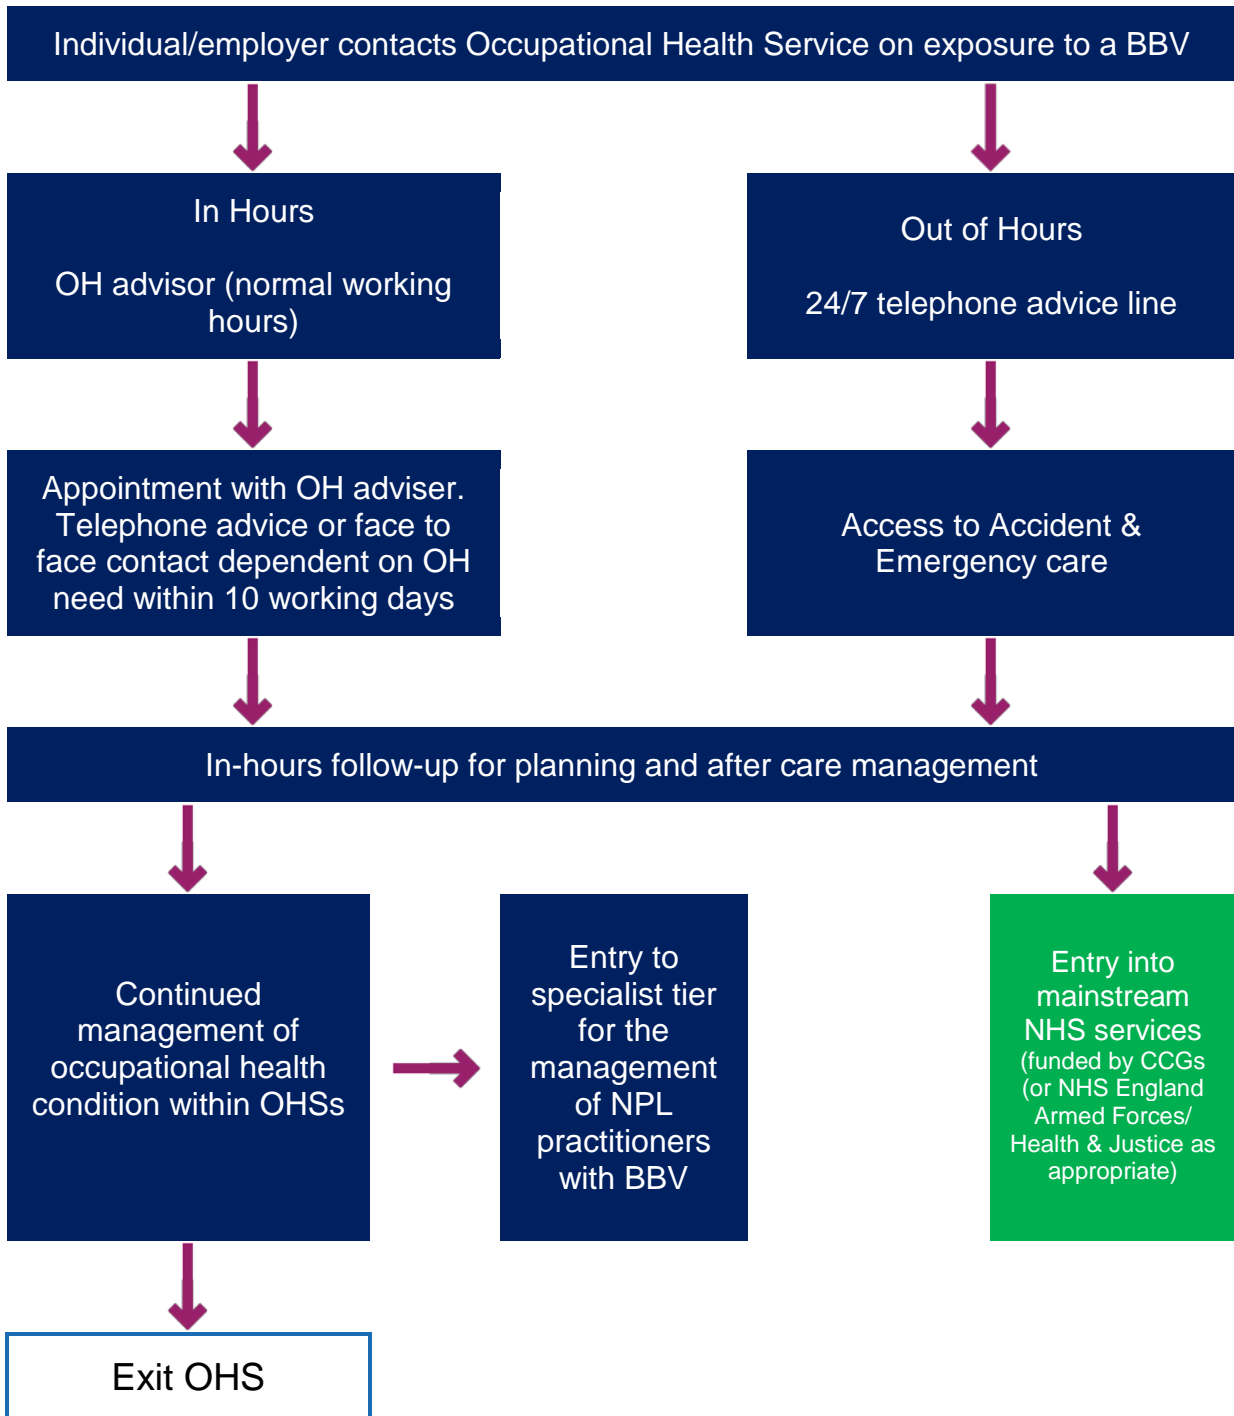 Individual/employer contacts Occupational Health Service on exposure to a BBV
In Hours
OH advisor (normal working
hours)
Out of Hours
24/7 telephone advice line
Appointment with OH adviser.
Telephone advice or face to
face contact dependent on OH
need within 10 working days
Access to Accident &
Emergency care
In-hours follow-up for planning and after care management
Continued
management of
occupational health
condition within OHSs
Entry to
specialist tier
for the
management
of NPL
practitioners
with BBV
Entry into
mainstream
NHS services
(funded by CCGs
(or NHS England
Armed Forces/
Health & Justice as
appropriate)
Exit OHS